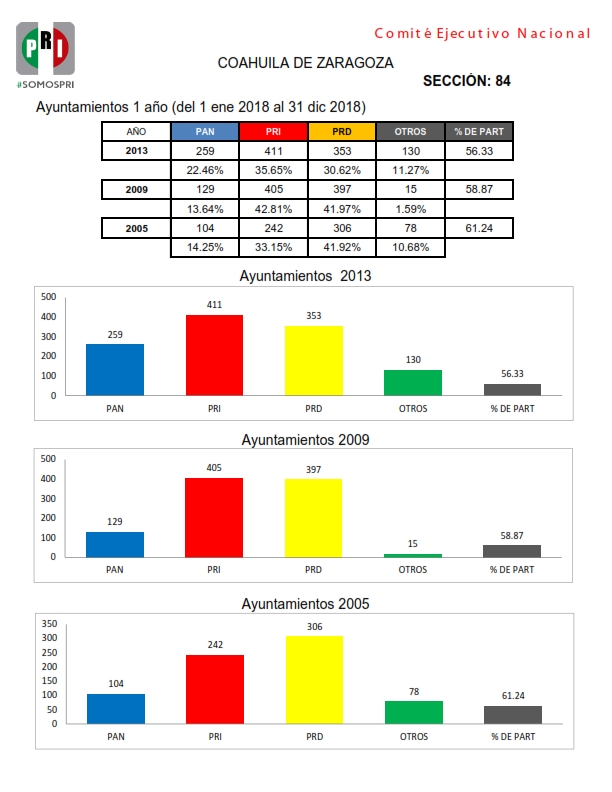 Comité Ejecutivo Nacional
PRI
#SOMOSPRI
COAHUILA DE ZARAGOZA
SECCIÓN: 84
Ayuntamientos 1 año (del 1 ene 2018 al 31 dic 2018)
AÑO PAN PRI PRD OTROS % DE PART
2013 259 411 353 130 56.33
22.46% 35.65% 30.62% 11.27%
2009 129 405 397 15 58.87
13.64% 42.81% 41.97% 1.59%
2005 104 242 306 78 61.24
14.25% 33.15% 41.92% 10.68%
Ayuntamientos 2013
500
400
300
200
100
0
259 411 353 130 56.33
PAN PRI PRD OTROS % DE PART
Ayuntamientos 2009
500
400
300
200
100
0
129 405 397 15 58.87
PAN PRI PRD OTROS % DE PART
Ayuntamientos 2005
350
300
250
200
150
100
50
0
104 242 306 78 61.24
PAN PRI PRD OTROS % DE PART